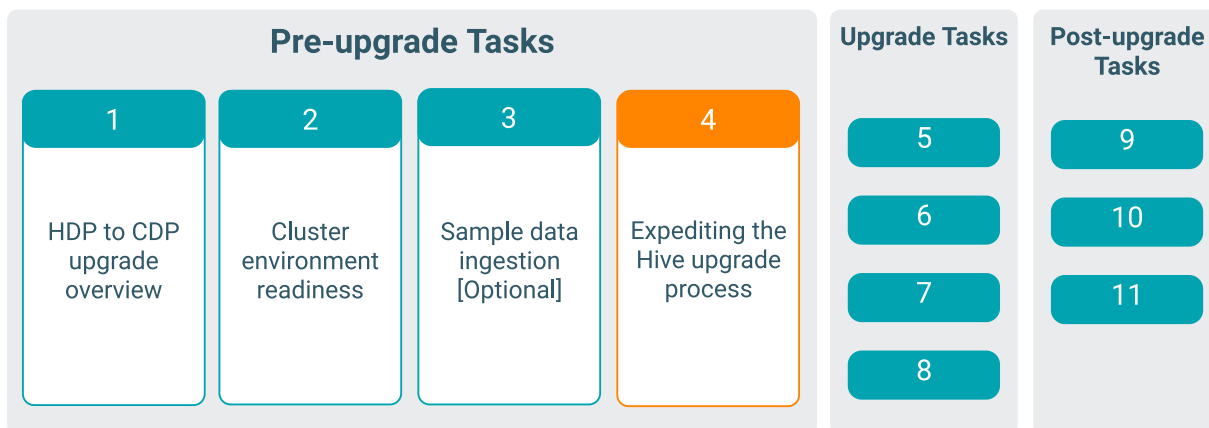 Pre-upgrade Tasks
1
HDP to CDP
upgrade
overview
2
Cluster
environment
readiness
3
Sample data
ingestion
[Optional]
4
Expediting the
Hive upgrade
process
Upgrade Tasks
5
6
7
8
Post-upgrade
Tasks
9
10
11